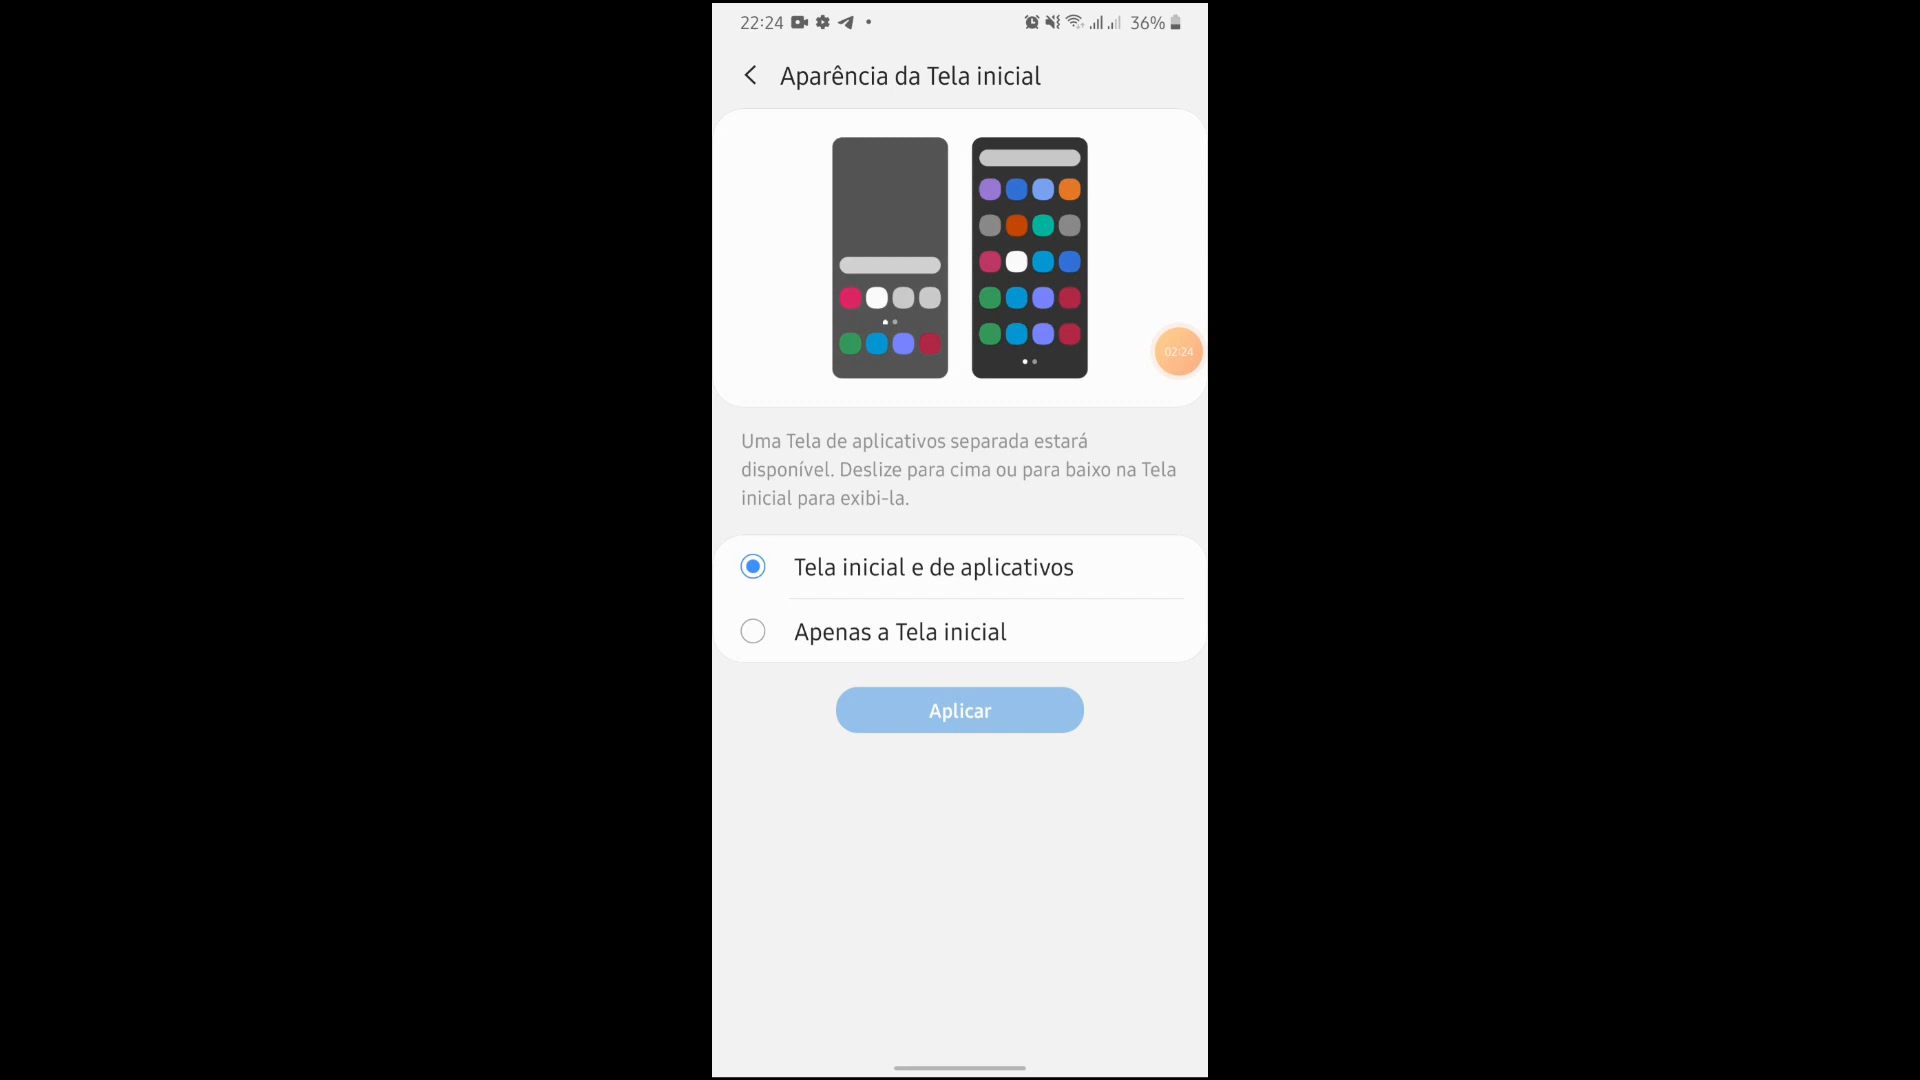 22:24
36%
Aparência da Tela inicial
02:24
Uma Tela de aplicativos separada estará
disponível. Deslize para cima ou para baixo na Tela
inicial para exibi-la.
Tela inicial e de aplicativos
Apenas a Tela inicial
Aplicar